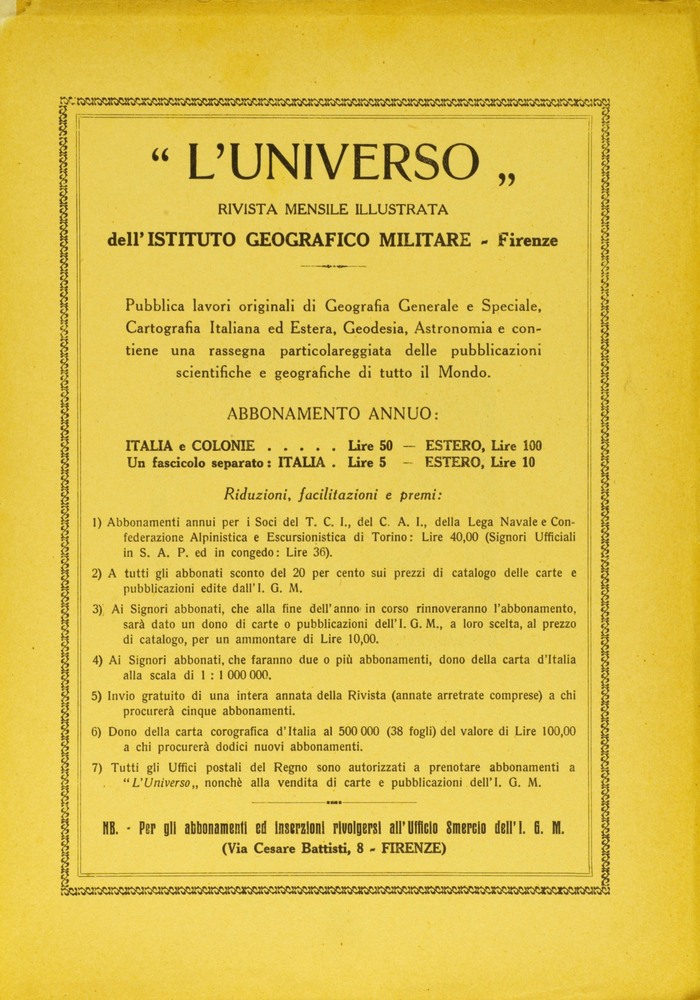 “ L'UNIVERSO „
RIVISTA MENSILE ILLUSTRATA
dell'ISTITUTO GEOGRAFICO MILITARE - Firenze
Pubblica lavori originali di Geografia Generale e Speciale,
Cartografia Italiana ed Estera, Geodesia, Astronomia e con-
tiene una rassegna particolareggiata delle pubblicazioni
scientifiche e geografiche di tutto il Mondo.
ABBONAMENTO ANNUO:
ITALIA e COLONIE . . . . . Lire 50 — ESTERO, Lire 100
Un fascicolo separato: ITALIA . Lire 5 — ESTERO, Lire 10
Riduzioni, facilitazioni e premi:
1) Abbonamenti annui per i Soci del T. C. I., del C. A. I., della Lega Navale e Con-
federazione Alpinistica e Escursionistica di Torino: Lire 40,00 (Signori Ufficiali
in S. A. P. ed in congedo: Lire 36).
2) A tutti gli abbonati sconto del 20 per cento sui prezzi di catalogo delle carte e
pubblicazioni edite dall'I. G. M.
3) Ai Signori abbonati, che alla fine dell'anno in corso rinnoveranno l'abbonamento,
sarà dato un dono di carte o pubblicazioni dell'I. G. M., a loro scelta, al prezzo
di catalogo, per un ammontare di Lire 10,00.
4) Ai Signori abbonati, che faranno due o più abbonamenti, dono della carta d'Italia
alla scala di 1 : 1 000 000.
5) Invio gratuito di una intera annata della Rivista (annate arretrate comprese) a chi
procurerà cinque abbonamenti.
6) Dono della carta corografica d'Italia al 500 000 (38 fogli) del valore di Lire 100,00
a chi procurerà dodici nuovi abbonamenti.
7) Tutti gli Uffici postali del Regno sono autorizzati a prenotare abbonamenti a
“L'Universo„ nonchè alla vendita di carte e pubblicazioni dell'I. G. M.
NB. - Per gli abbonamenti ed inserzioni rivolgersi all'Ufficio Smercio dell'I. G. M.
(Via Cesare Battisti, 8 - FIRENZE)